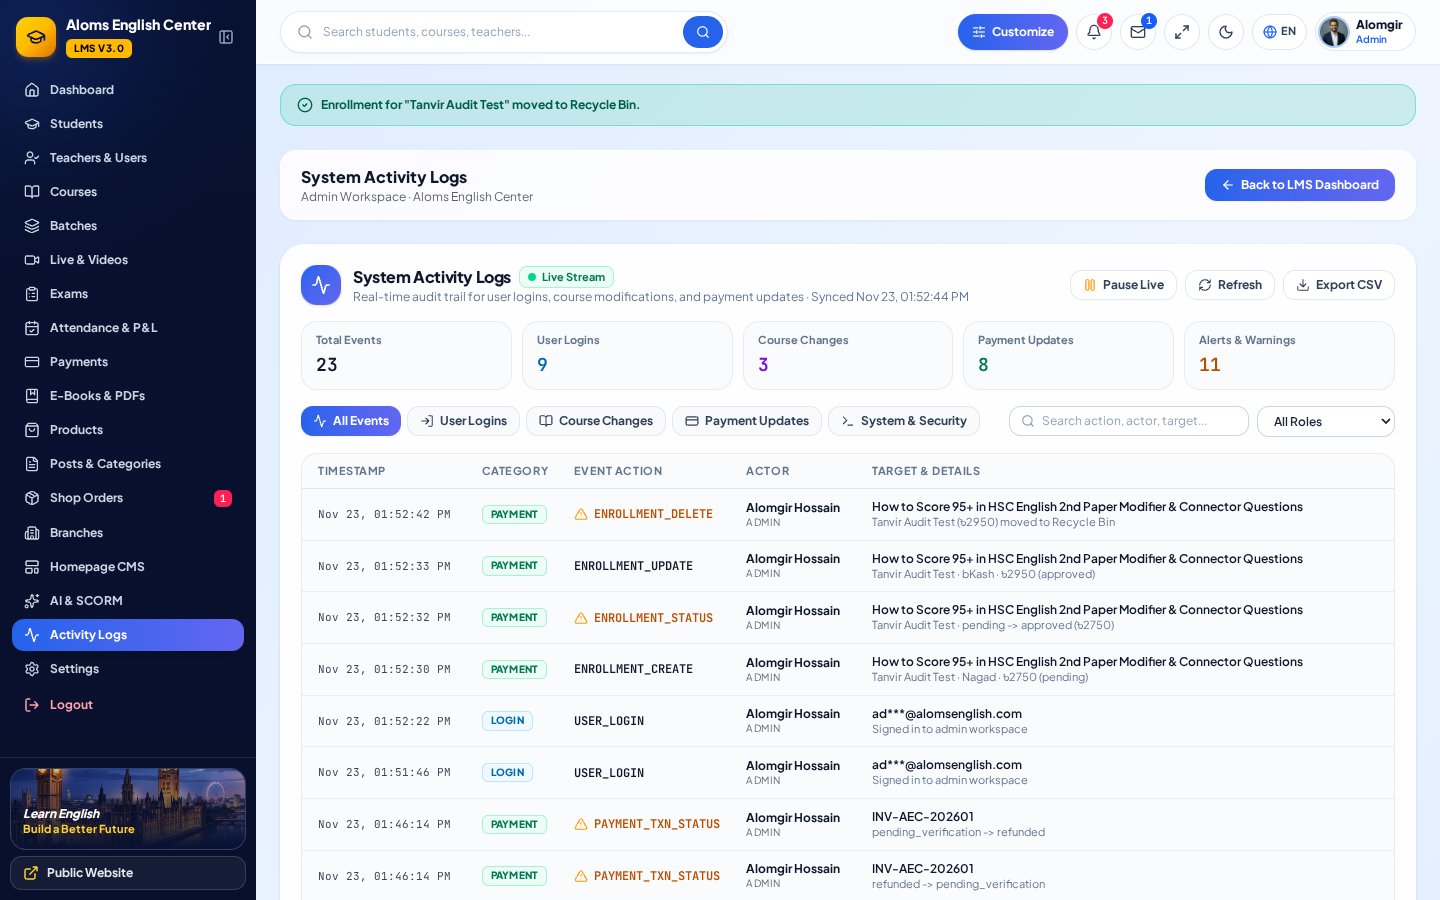 Aloms English Center
LMS V3.0
Dashboard
Students
Teachers & Users
Courses
Batches
Live & Videos
Exams
Attendance & P&L
Payments
E-Books & PDFs
Products
Posts & Categories
Shop Orders 1
Branches
Homepage CMS
AI & SCORM
Activity Logs
Settings
Logout
Learn English
Build a Better Future
Public Website
Search students, courses, teachers...
Customize
3
1
EN
Alomgir
Admin
Enrollment for "Tanvir Audit Test" moved to Recycle Bin.
System Activity Logs
Admin Workspace · Aloms English Center
Back to LMS Dashboard
System Activity Logs
Live Stream
Real-time audit trail for user logins, course modifications, and payment updates · Synced Nov 23, 01:52:44 PM
Pause Live
Refresh
Export CSV
Total Events
23
User Logins
9
Course Changes
3
Payment Updates
8
Alerts & Warnings
11
All Events
User Logins
Course Changes
Payment Updates
System & Security
Search action, actor, target...
All Roles
TIMESTAMP CATEGORY EVENT ACTION ACTOR TARGET & DETAILS
Nov 23, 01:52:42 PM PAYMENT ENROLLMENT_DELETE Alomgir Hossain How to Score 95+ in HSC English 2nd Paper Modifier & Connector Questions
ADMIN Tanvir Audit Test (৳2950) moved to Recycle Bin
Nov 23, 01:52:33 PM PAYMENT ENROLLMENT_UPDATE Alomgir Hossain How to Score 95+ in HSC English 2nd Paper Modifier & Connector Questions
ADMIN Tanvir Audit Test · bKash · ৳2950 (approved)
Nov 23, 01:52:32 PM PAYMENT ENROLLMENT_STATUS Alomgir Hossain How to Score 95+ in HSC English 2nd Paper Modifier & Connector Questions
ADMIN Tanvir Audit Test · pending -> approved (৳2750)
Nov 23, 01:52:30 PM PAYMENT ENROLLMENT_CREATE Alomgir Hossain How to Score 95+ in HSC English 2nd Paper Modifier & Connector Questions
ADMIN Tanvir Audit Test · Nagad · ৳2750 (pending)
Nov 23, 01:52:22 PM LOGIN USER_LOGIN Alomgir Hossain ad***@alomsenglish.com
ADMIN Signed in to admin workspace
Nov 23, 01:51:46 PM LOGIN USER_LOGIN Alomgir Hossain ad***@alomsenglish.com
ADMIN Signed in to admin workspace
Nov 23, 01:46:14 PM PAYMENT PAYMENT_TXN_STATUS Alomgir Hossain INV-AEC-202601
ADMIN pending_verification -> refunded
Nov 23, 01:46:14 PM PAYMENT PAYMENT_TXN_STATUS Alomgir Hossain INV-AEC-202601
ADMIN refunded -> pending_verification